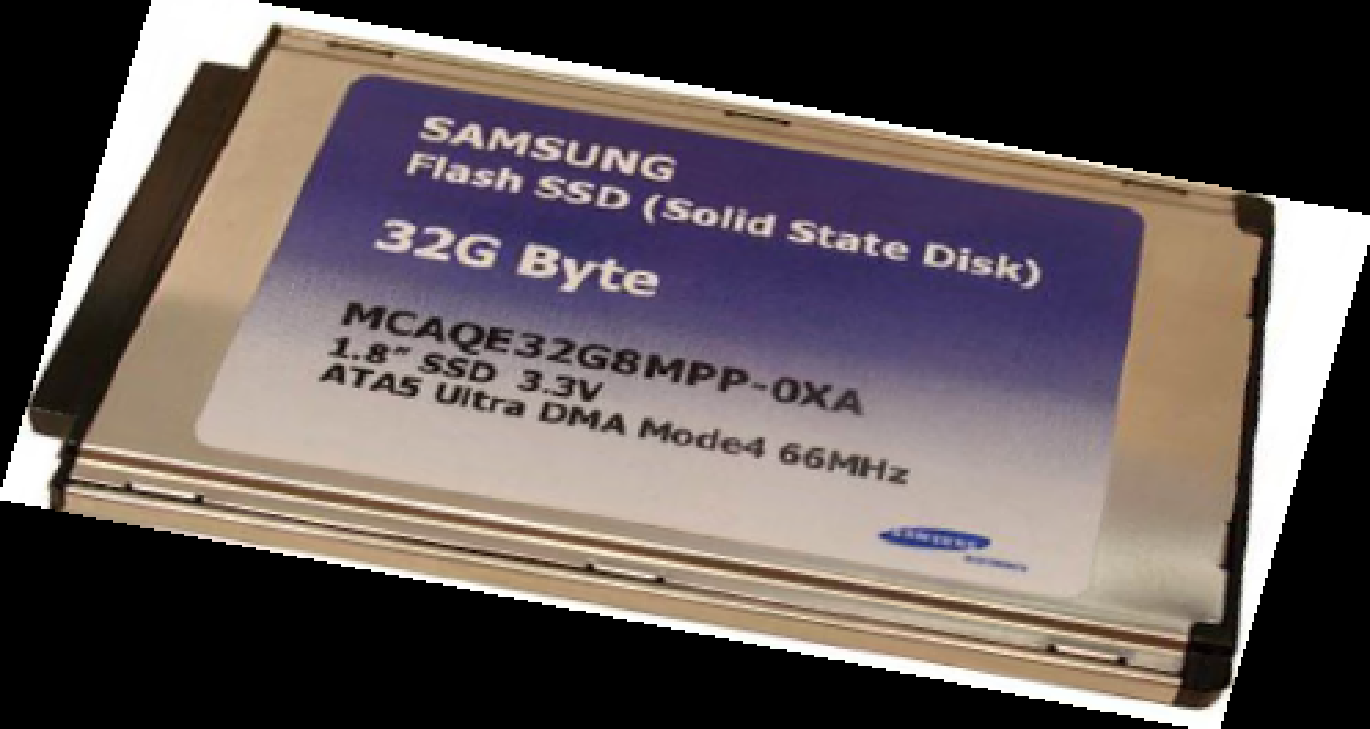 SAMSUNG
Flash SSD (Solid State Disk)
32G Byte
MCAQE32G8MPP-0XA
1.8" SSD 3.3V
ATA5 Ultra DMA Mode4 66MHz
SAMSUNG